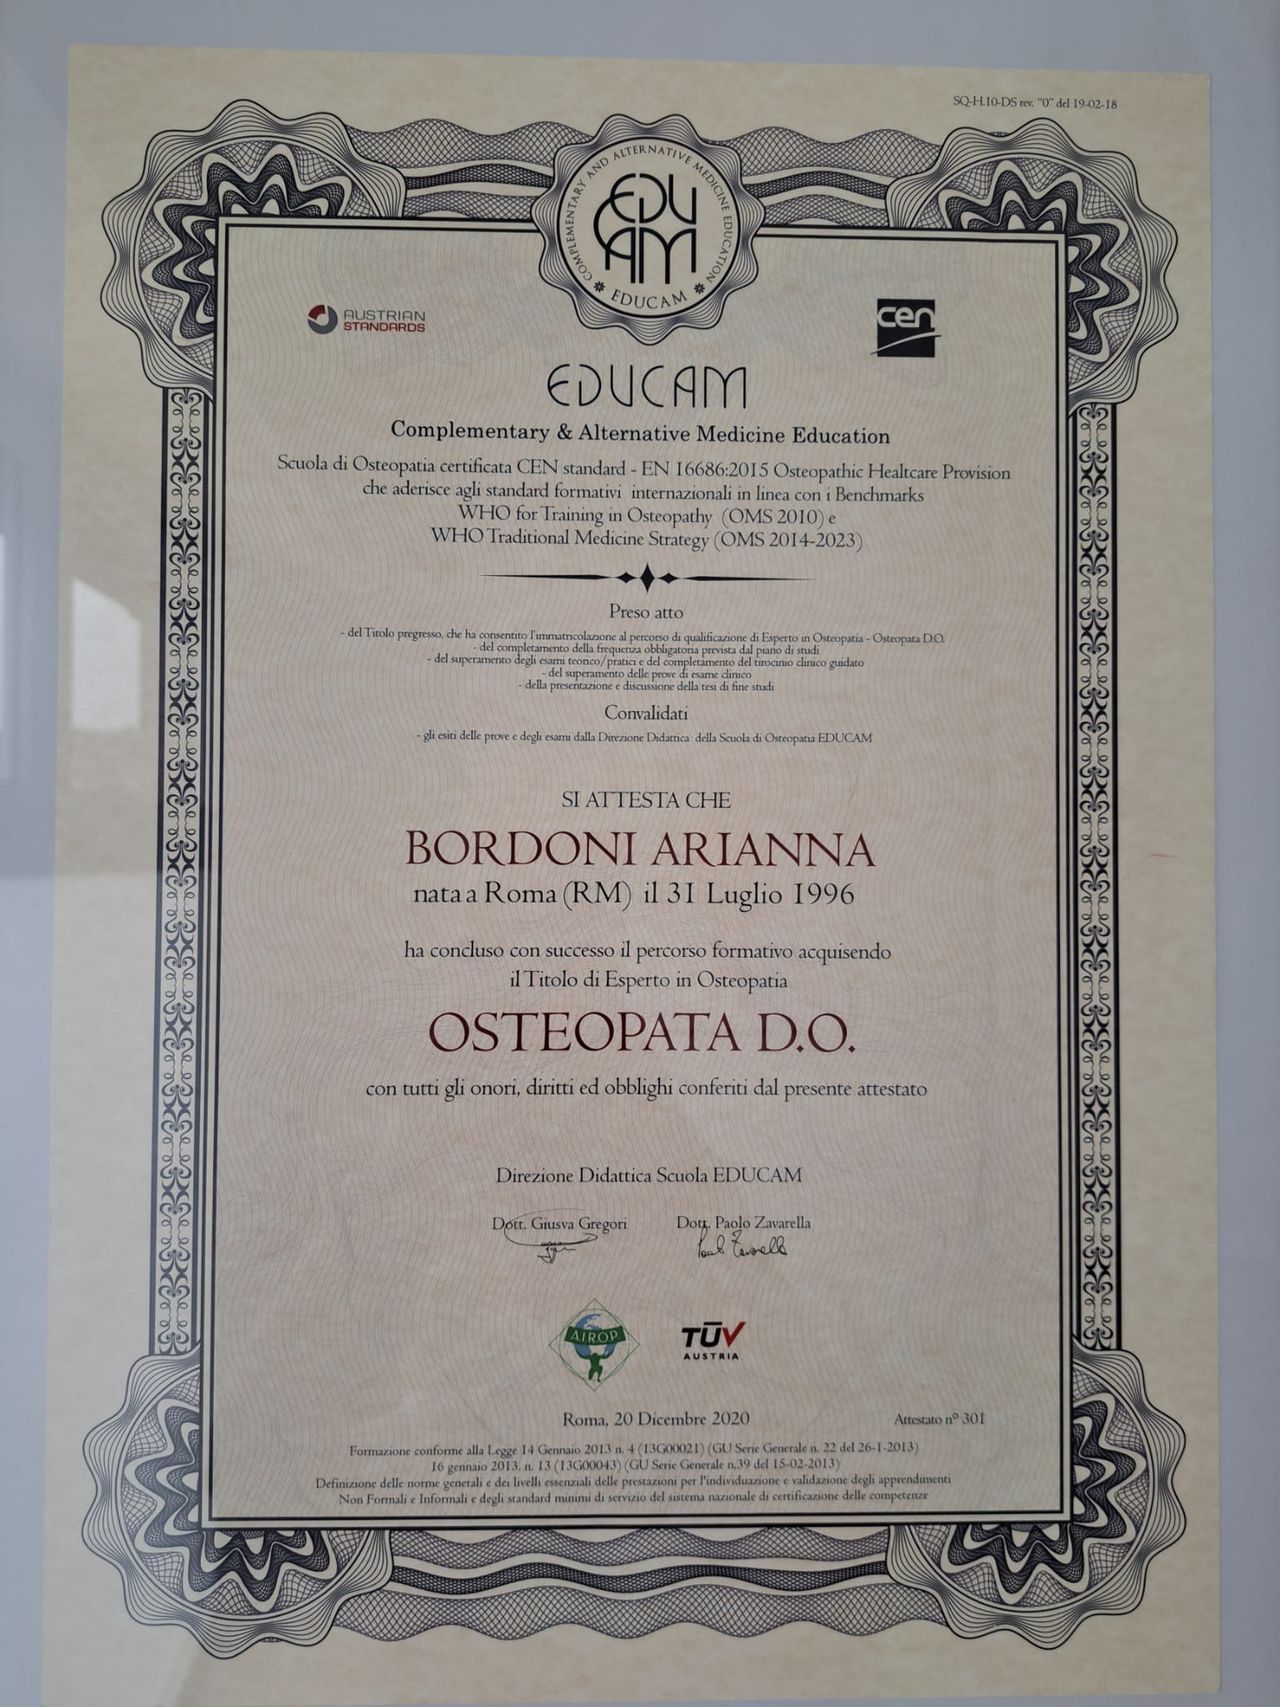 SQ-H.10-DS rev. "0" del 19-02-18
COMPLEMENTARY AND ALTERNATIVE MEDICINE EDUCATION
EDU
CAM
EDUCAM
AUSTRIAN
STANDARDS
cen
EDUCAM
Complementary & Alternative Medicine Education
Scuola di Osteopatia certificata CEN standard - EN 16686:2015 Osteopathic Healtcare Provision
che aderisce agli standard formativi internazionali in linea con i Benchmarks
WHO for Training in Osteopathy (OMS 2010) e
WHO Traditional Medicine Strategy (OMS 2014-2023)
Preso atto
- del Titolo pregresso, che ha consentito l'immatricolazione al percorso di qualificazione di Esperto in Osteopatia - Osteopata D.O.
- del completamento della frequenza obbligatoria prevista dal piano di studi
- del superamento degli esami teorico/pratici e del completamento del tirocinio clinico guidato
- del superamento delle prove di esame clinico
- della presentazione e discussione della tesi di fine studi
Convalidati
- gli esiti delle prove e degli esami dalla Direzione Didattica della Scuola di Osteopatia EDUCAM
SI ATTESTA CHE
BORDONI ARIANNA
nata a Roma (RM) il 31 Luglio 1996
ha concluso con successo il percorso formativo acquisendo
il Titolo di Esperto in Osteopatia
OSTEOPATA D.O.
con tutti gli onori, diritti ed obblighi conferiti dal presente attestato
Direzione Didattica Scuola EDUCAM
Dott. Giusva Gregori Dott. Paolo Zavarella
Paolo Zavarella
A.I.R.O.P.
TÜV
AUSTRIA
Roma, 20 Dicembre 2020
Attestato n° 301
Formazione conforme alla Legge 14 Gennaio 2013 n. 4 (13G00021) (GU Serie Generale n. 22 del 26-1-2013)
16 gennaio 2013, n. 13 (13G00043) (GU Serie Generale n.39 del 15-02-2013)
Definizione delle norme generali e dei livelli essenziali delle prestazioni per l'individuazione e validazione degli apprendimenti
Non Formali e Informali e degli standard minimi di servizio del sistema nazionale di certificazione delle competenze